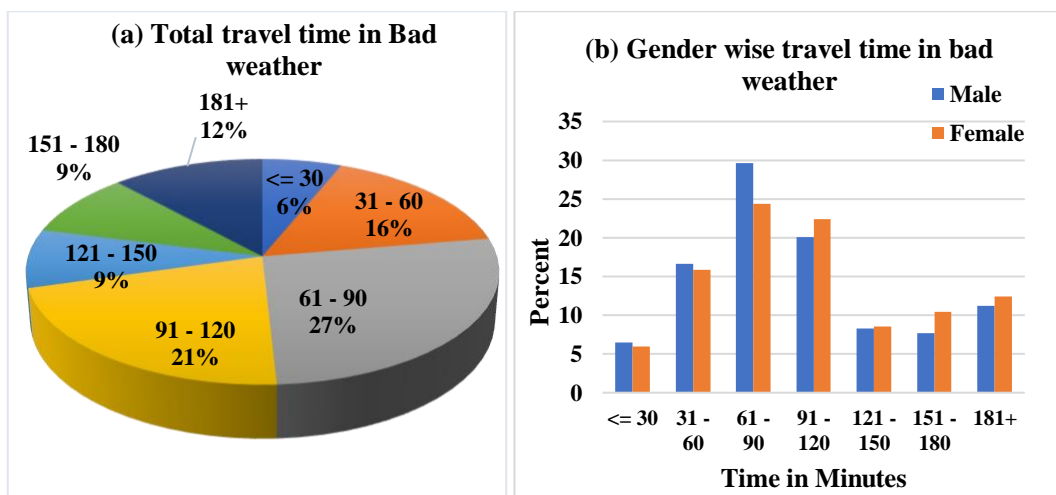 (a) Total travel time in Bad
weather
181+
12%
151 - 180
9%
<= 30
6%
31 - 60
16%
121 - 150
9%
61 - 90
27%
91 - 120
21%
(b) Gender wise travel time in bad
weather
Male
Female
Percent
35
30
25
20
15
10
5
0
<= 30
31 -
60
61 -
90
91 -
120
121 -
150
151 -
180
181+
Time in Minutes